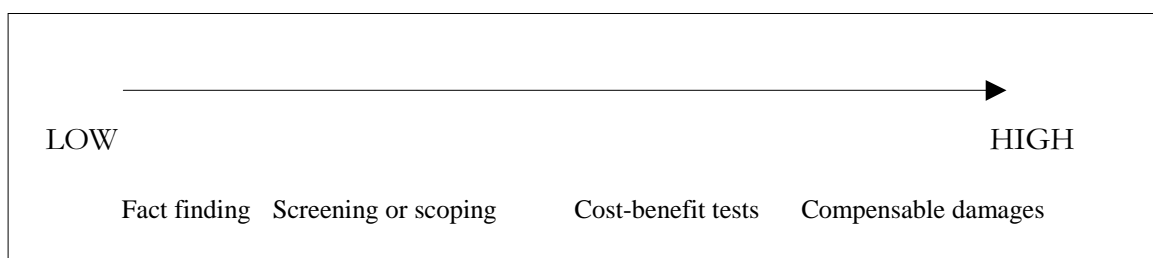 LOW HIGH
Fact finding Screening or scoping Cost-benefit tests Compensable damages